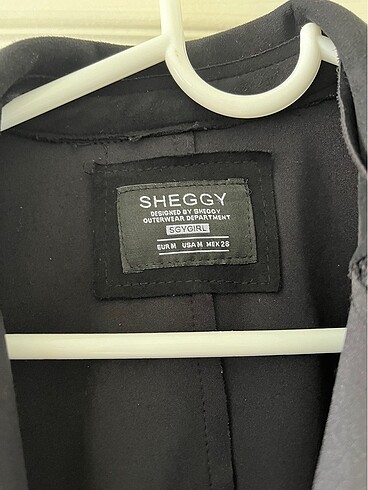 SHEGGY
DESIGNED BY SHEGGY
OUTERWEAR DEPARTMENT
SGYGIRL
EUR M USA M MEX 28